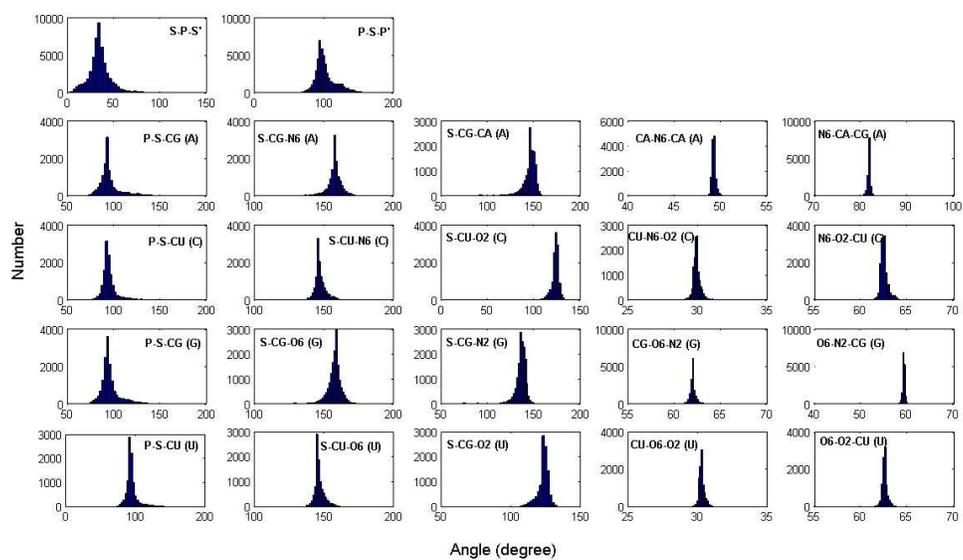 10000
5000
0
0 50 100 150
S-P-S'
10000
5000
0
0 100 200
P-S-P'
4000
2000
0
50 100 150 200
P-S-CG (A)
4000
2000
0
100 150 200
S-CG-N6 (A)
3000
2000
1000
0
50 100 150 200
S-CG-CA (A)
6000
4000
2000
0
40 45 50 55
CA-N6-CA (A)
10000
5000
0
70 80 90 100
N6-CA-CG (A)
Number
4000
2000
0
50 100 150 200
P-S-CU (C)
4000
2000
0
100 150 200
S-CU-N6 (C)
4000
2000
0
0 50 100 150
S-CU-O2 (C)
3000
2000
1000
0
25 30 35
CU-N6-O2 (C)
4000
2000
0
55 60 65 70
N6-O2-CU (C)
4000
2000
0
50 100 150 200
P-S-CG (G)
3000
2000
1000
0
100 150 200
S-CG-O6 (G)
3000
2000
1000
0
50 100 150 200
S-CG-N2 (G)
10000
5000
0
55 60 65 70
CG-O6-N2 (G)
10000
5000
0
40 50 60 70
O6-N2-CG (G)
3000
2000
1000
0
0 50 100 150 200
P-S-CU (U)
3000
2000
1000
0
100 150 200
S-CU-O6 (U)
3000
2000
1000
0
50 100 150
S-CG-O2 (U)
4000
2000
0
25 30 35
CU-O6-O2 (U)
4000
2000
0
55 60 65 70
O6-O2-CU (U)
Angle (degree)